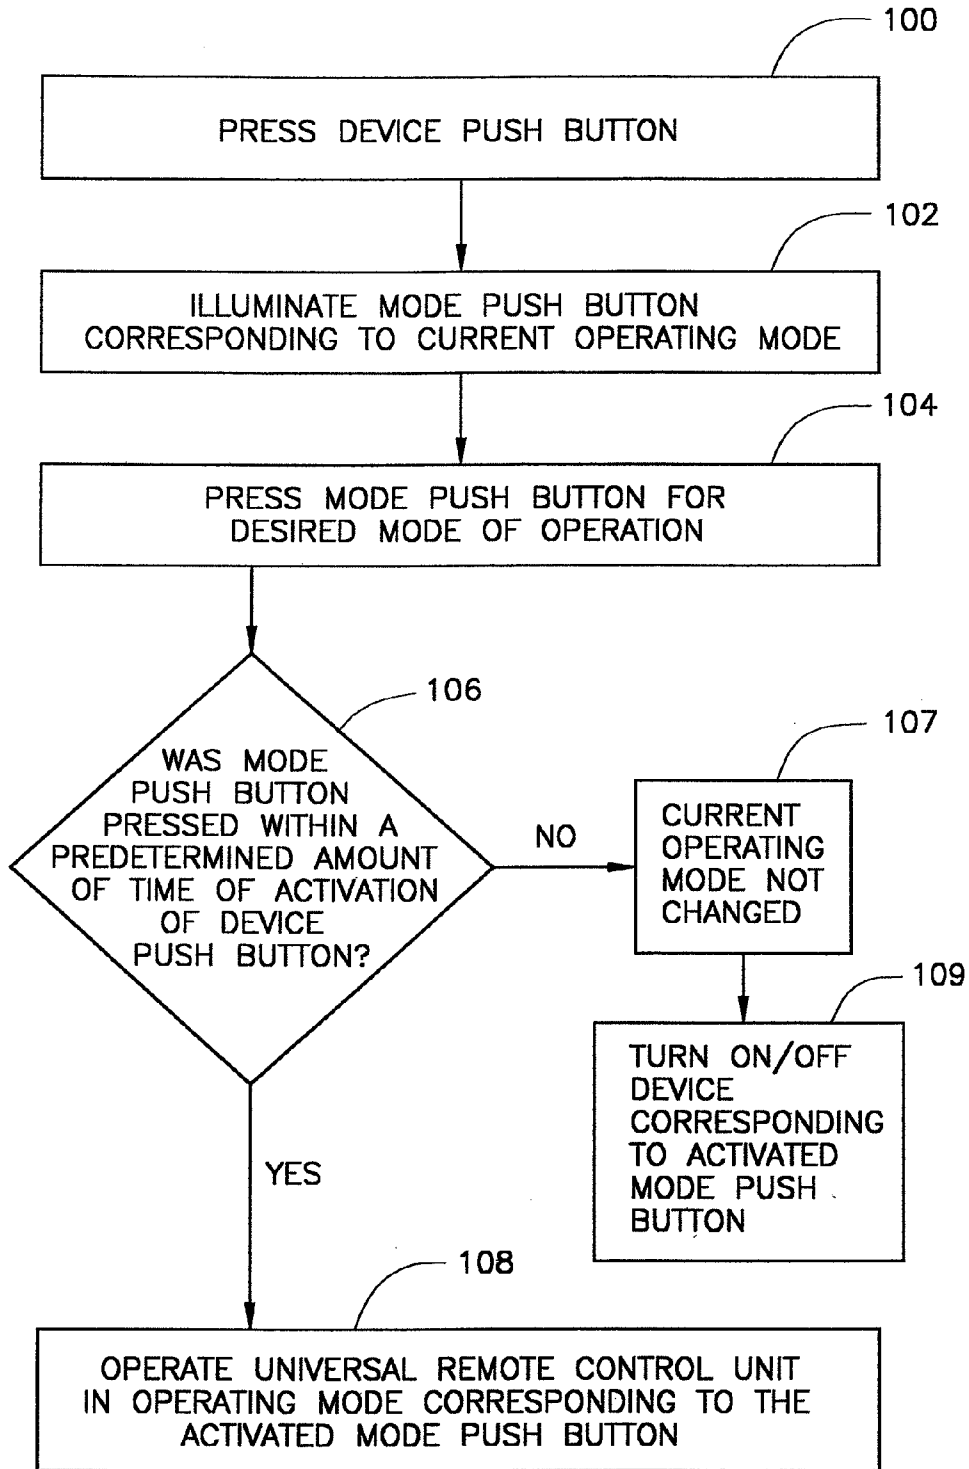 100
PRESS DEVICE PUSH BUTTON
102
ILLUMINATE MODE PUSH BUTTON
CORRESPONDING TO CURRENT OPERATING MODE
104
PRESS MODE PUSH BUTTON FOR
DESIRED MODE OF OPERATION
106
WAS MODE
PUSH BUTTON
PRESSED WITHIN A
PREDETERMINED AMOUNT
OF TIME OF ACTIVATION
OF DEVICE
PUSH BUTTON?
NO
107
CURRENT
OPERATING
MODE NOT
CHANGED
109
TURN ON/OFF
DEVICE
CORRESPONDING
TO ACTIVATED
MODE PUSH
BUTTON
YES
108
OPERATE UNIVERSAL REMOTE CONTROL UNIT
IN OPERATING MODE CORRESPONDING TO THE
ACTIVATED MODE PUSH BUTTON